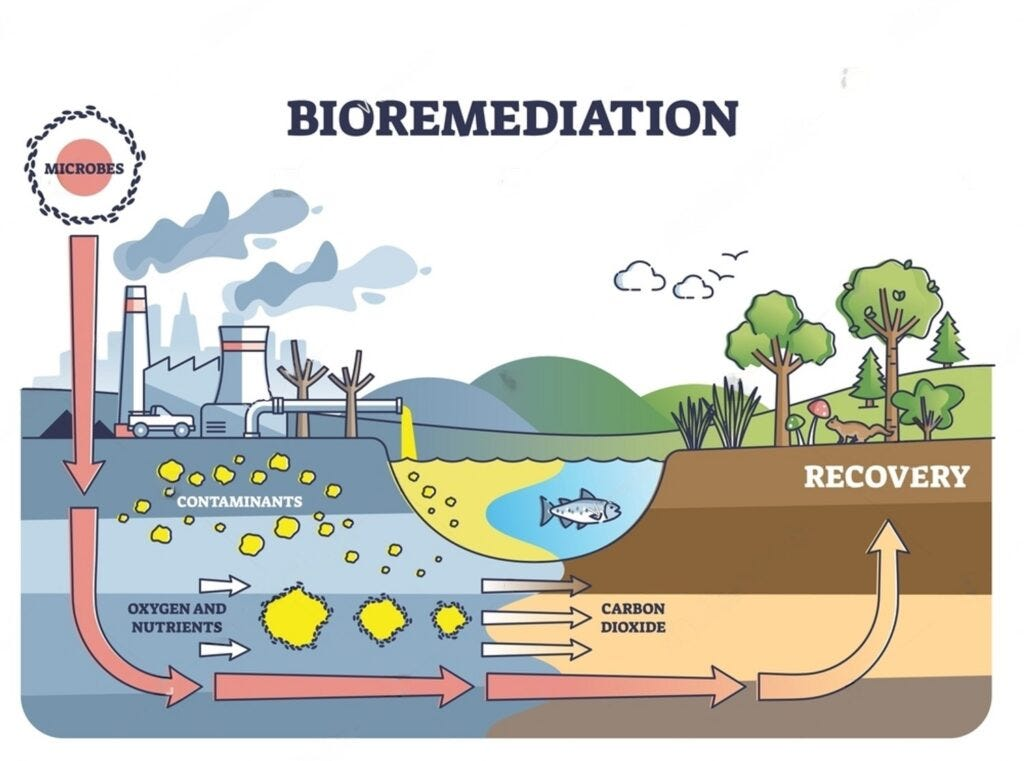 BIOREMEDIATION
MICROBES
CONTAMINANTS
RECOVERY
OXYGEN AND
NUTRIENTS
CARBON
DIOXIDE